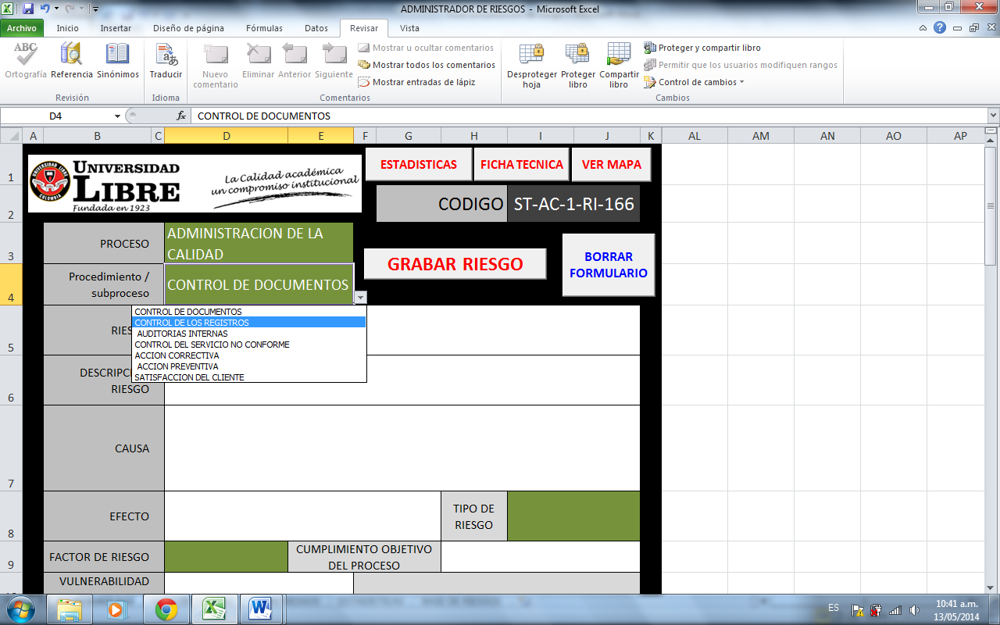 ADMINISTRADOR DE RIESGOS - Microsoft Excel
Archivo Inicio Insertar Diseño de página Fórmulas Datos Revisar Vista
ABC
Ortografía Referencia Sinónimos
Revisión
Traducir
Idioma
Nuevo comentario Eliminar Anterior Siguiente
Mostrar u ocultar comentarios
Mostrar todos los comentarios
Mostrar entradas de lápiz
Comentarios
Desproteger hoja
Proteger libro
Compartir libro
Proteger y compartir libro
Permitir que los usuarios modifiquen rangos
Control de cambios
Cambios
D4 fx CONTROL DE DOCUMENTOS
A B C D E F G H I J K AL AM AN AO AP
1
UNIVERSIDAD
LIBRE
Fundada en 1923
La Calidad académica
un compromiso institucional
COLOMBIA
ESTADISTICAS FICHA TECNICA VER MAPA
2
CODIGO ST-AC-1-RI-166
3
PROCESO
ADMINISTRACION DE LA
CALIDAD
GRABAR RIESGO
BORRAR
FORMULARIO
4
Procedimiento /
subproceso
CONTROL DE DOCUMENTOS
CONTROL DE DOCUMENTOS
CONTROL DE LOS REGISTROS
AUDITORIAS INTERNAS
CONTROL DEL SERVICIO NO CONFORME
ACCION CORRECTIVA
ACCION PREVENTIVA
SATISFACCION DEL CLIENTE
5
RIES
6
DESCRIPCI
RIESGO
7
CAUSA
8
EFECTO
TIPO DE
RIESGO
9
FACTOR DE RIESGO
CUMPLIMIENTO OBJETIVO
DEL PROCESO
VULNERABILIDAD
ES
10:41 a.m.
13/05/2014